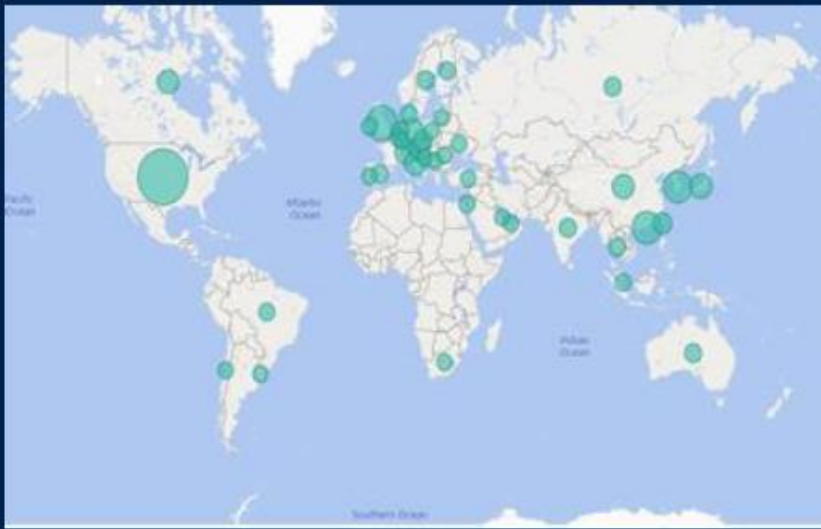 Pacific
Ocean
Atlantic
Ocean
Indian
Ocean
Southern Ocean